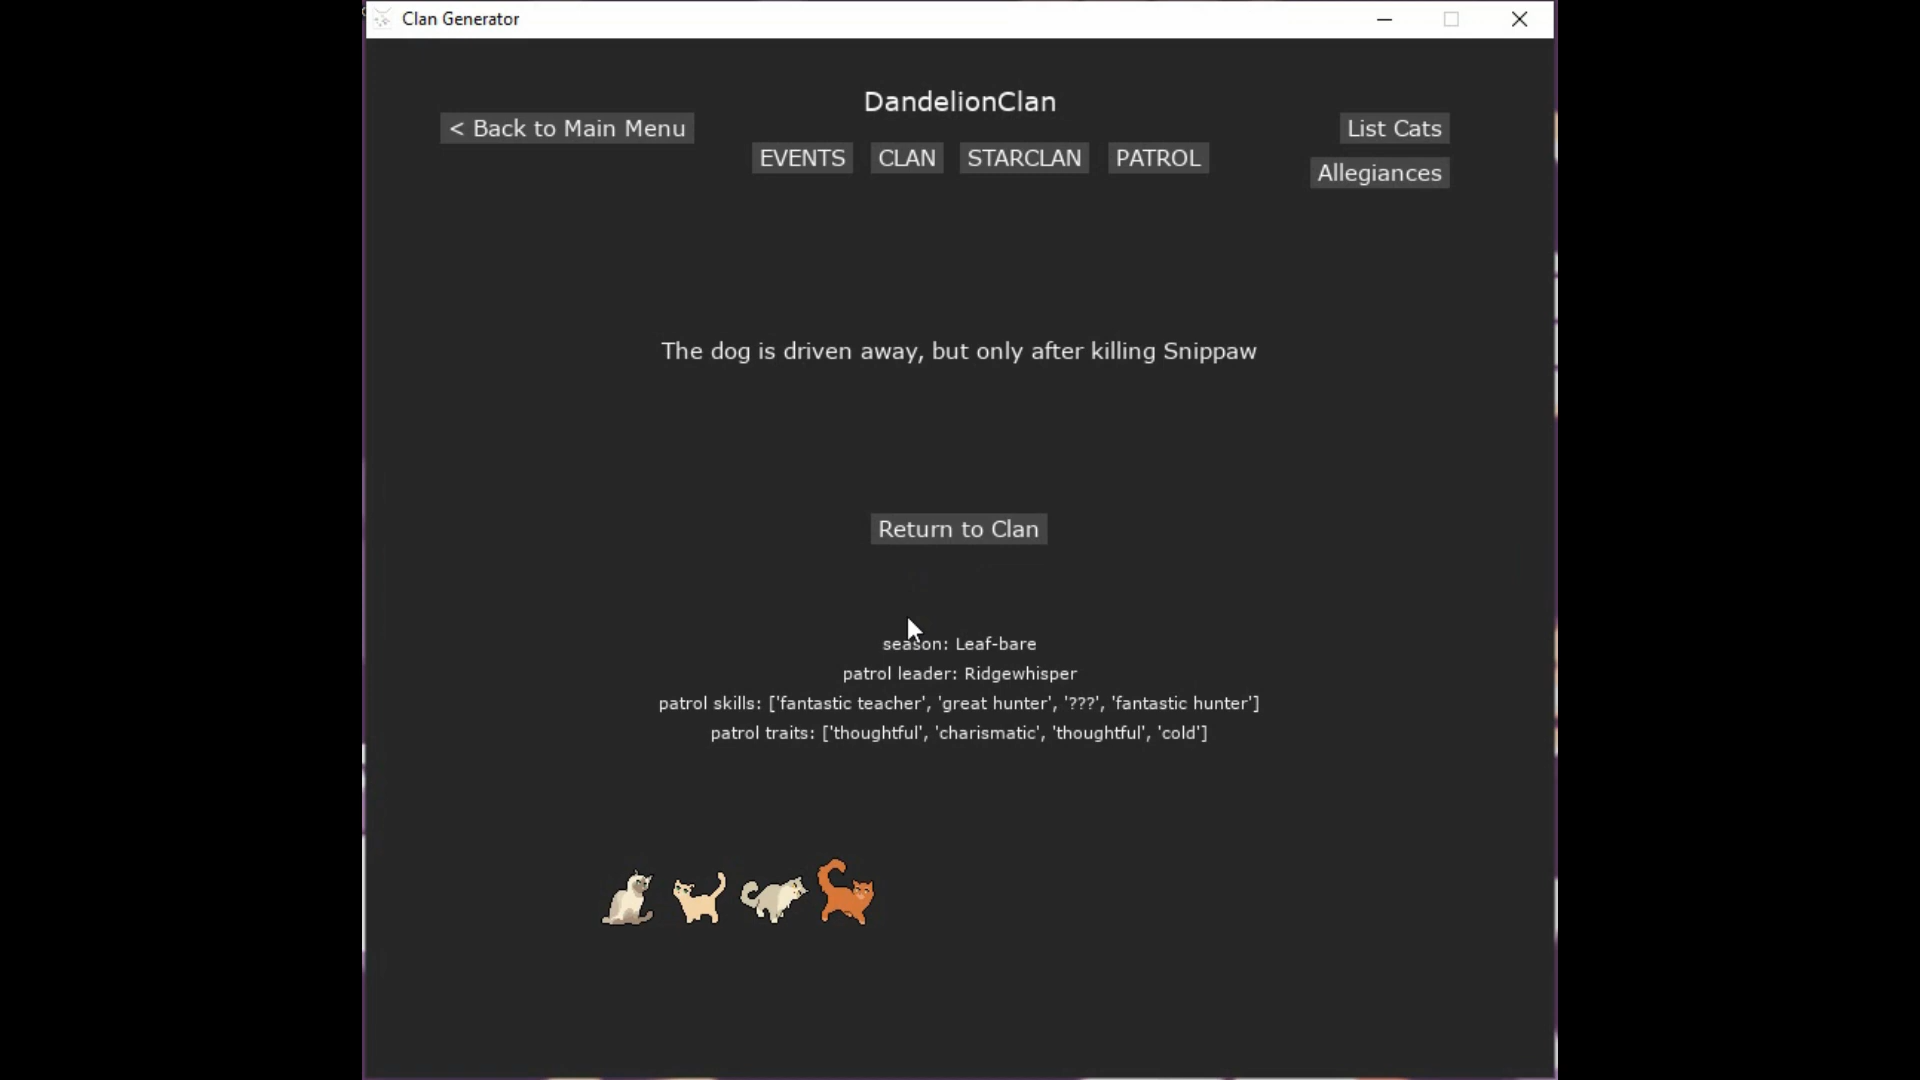 Clan Generator
DandelionClan
< Back to Main Menu
List Cats
EVENTS CLAN STARCLAN PATROL
Allegiances
The dog is driven away, but only after killing Snippaw
Return to Clan
season: Leaf-bare
patrol leader: Ridgewhisper
patrol skills: ['fantastic teacher', 'great hunter', '???', 'fantastic hunter']
patrol traits: ['thoughtful', 'charismatic', 'thoughtful', 'cold']